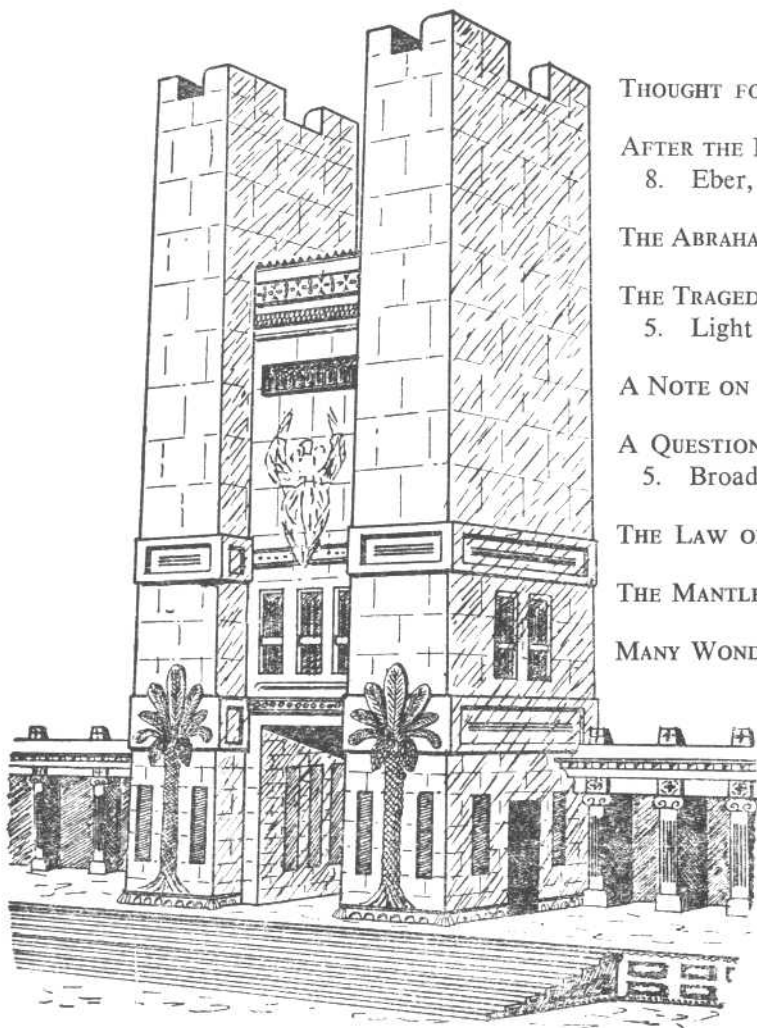 THOUGHT FO
AFTER THE
8. Eber,
THE ABRAHA
THE TRAGED
5. Light
A NOTE ON
A QUESTION
5. Broad
THE LAW O
THE MANTLE
MANY WOND